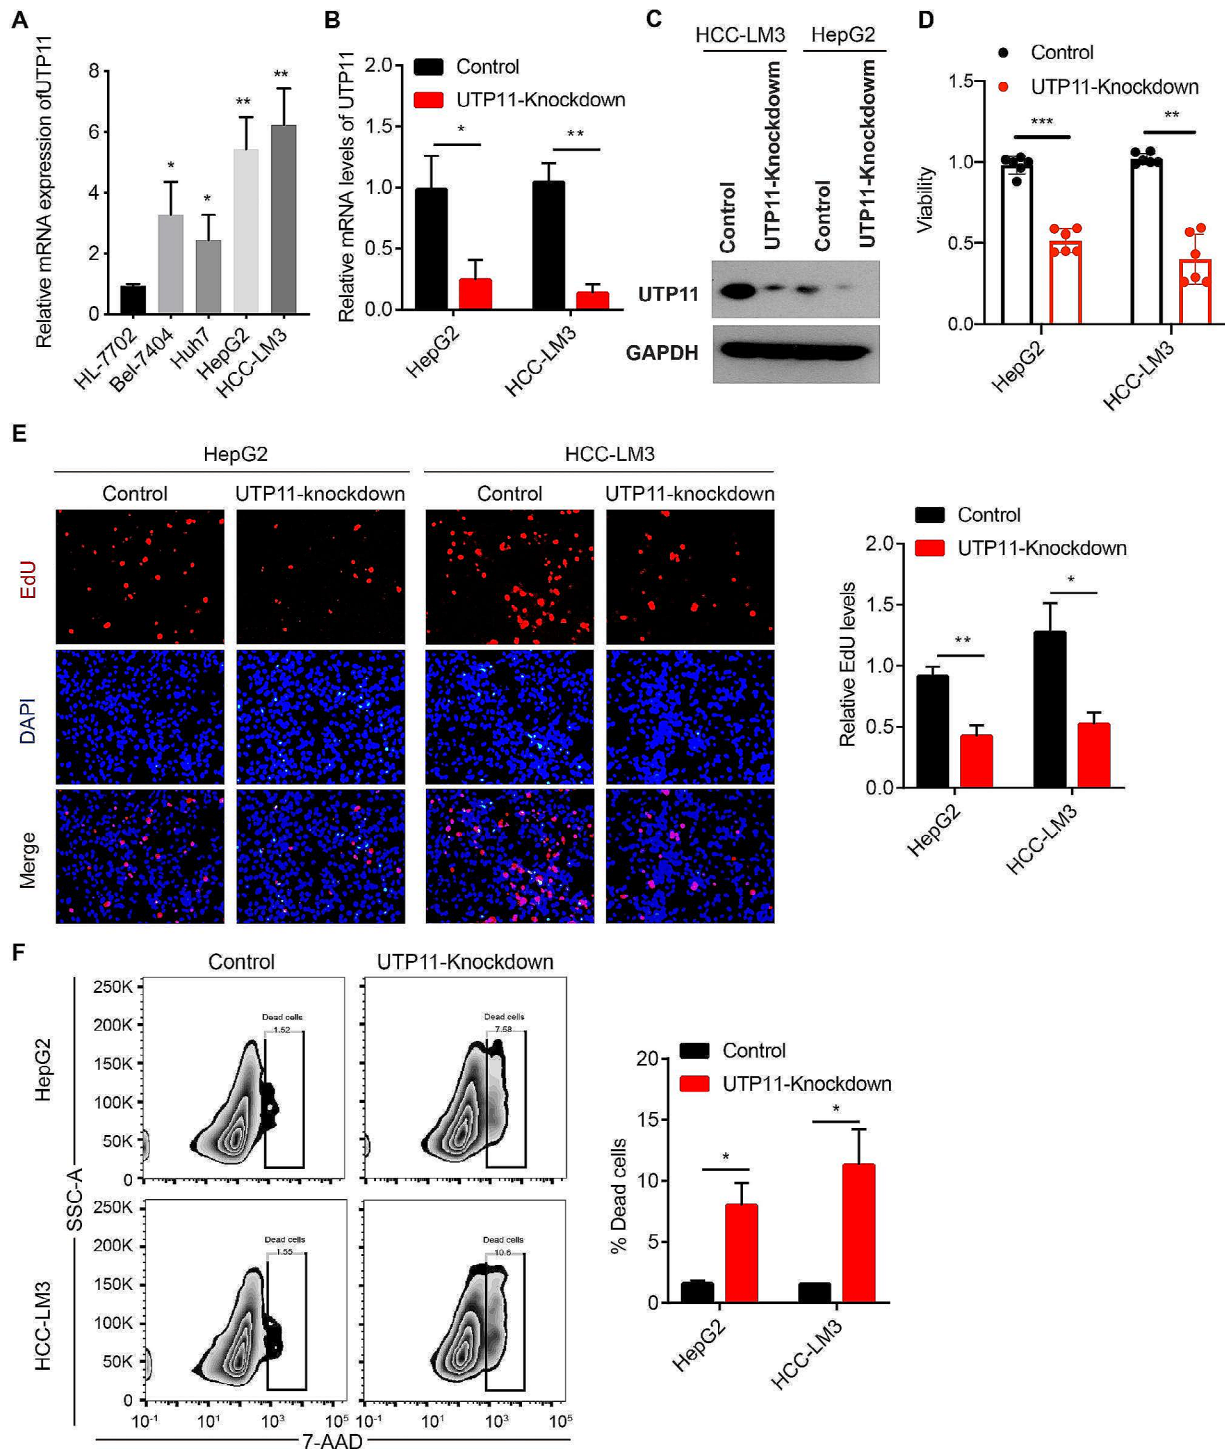 A
Relative mRNA expression ofUTP11
8
6
4
2
0
*
*
**
**
HL-7702
Bel-7404
Huh7
HepG2
HCC-LM3
B
Relative mRNA levels of UTP11
2.0
1.5
1.0
0.5
0.0
Control
UTP11-Knockdown
*
**
HepG2
HCC-LM3
C
HCC-LM3
HepG2
Control
UTP11-Knockdowm
Control
UTP11-Knockdowm
UTP11
GAPDH
D
Control
UTP11-Knockdown
Viability
1.5
1.0
0.5
0.0
***
**
HepG2
HCC-LM3
E
HepG2
HCC-LM3
Control
UTP11-knockdown
Control
UTP11-knockdown
EdU
DAPI
Merge
Control
UTP11-Knockdown
Relative EdU levels
2.0
1.5
1.0
0.5
0.0
**
*
HepG2
HCC-LM3
F
Control
UTP11-Knockdown
SSC-A
HepG2
250K
200K
150K
100K
50K
0
Dead cells
1.52
Dead cells
7.58
HCC-LM3
250K
200K
150K
100K
50K
0
Dead cells
1.55
Dead cells
10.6
10-1 101 103 105
10-1 101 103 105
7-AAD
Control
UTP11-Knockdown
% Dead cells
20
15
10
5
0
*
*
HepG2
HCC-LM3